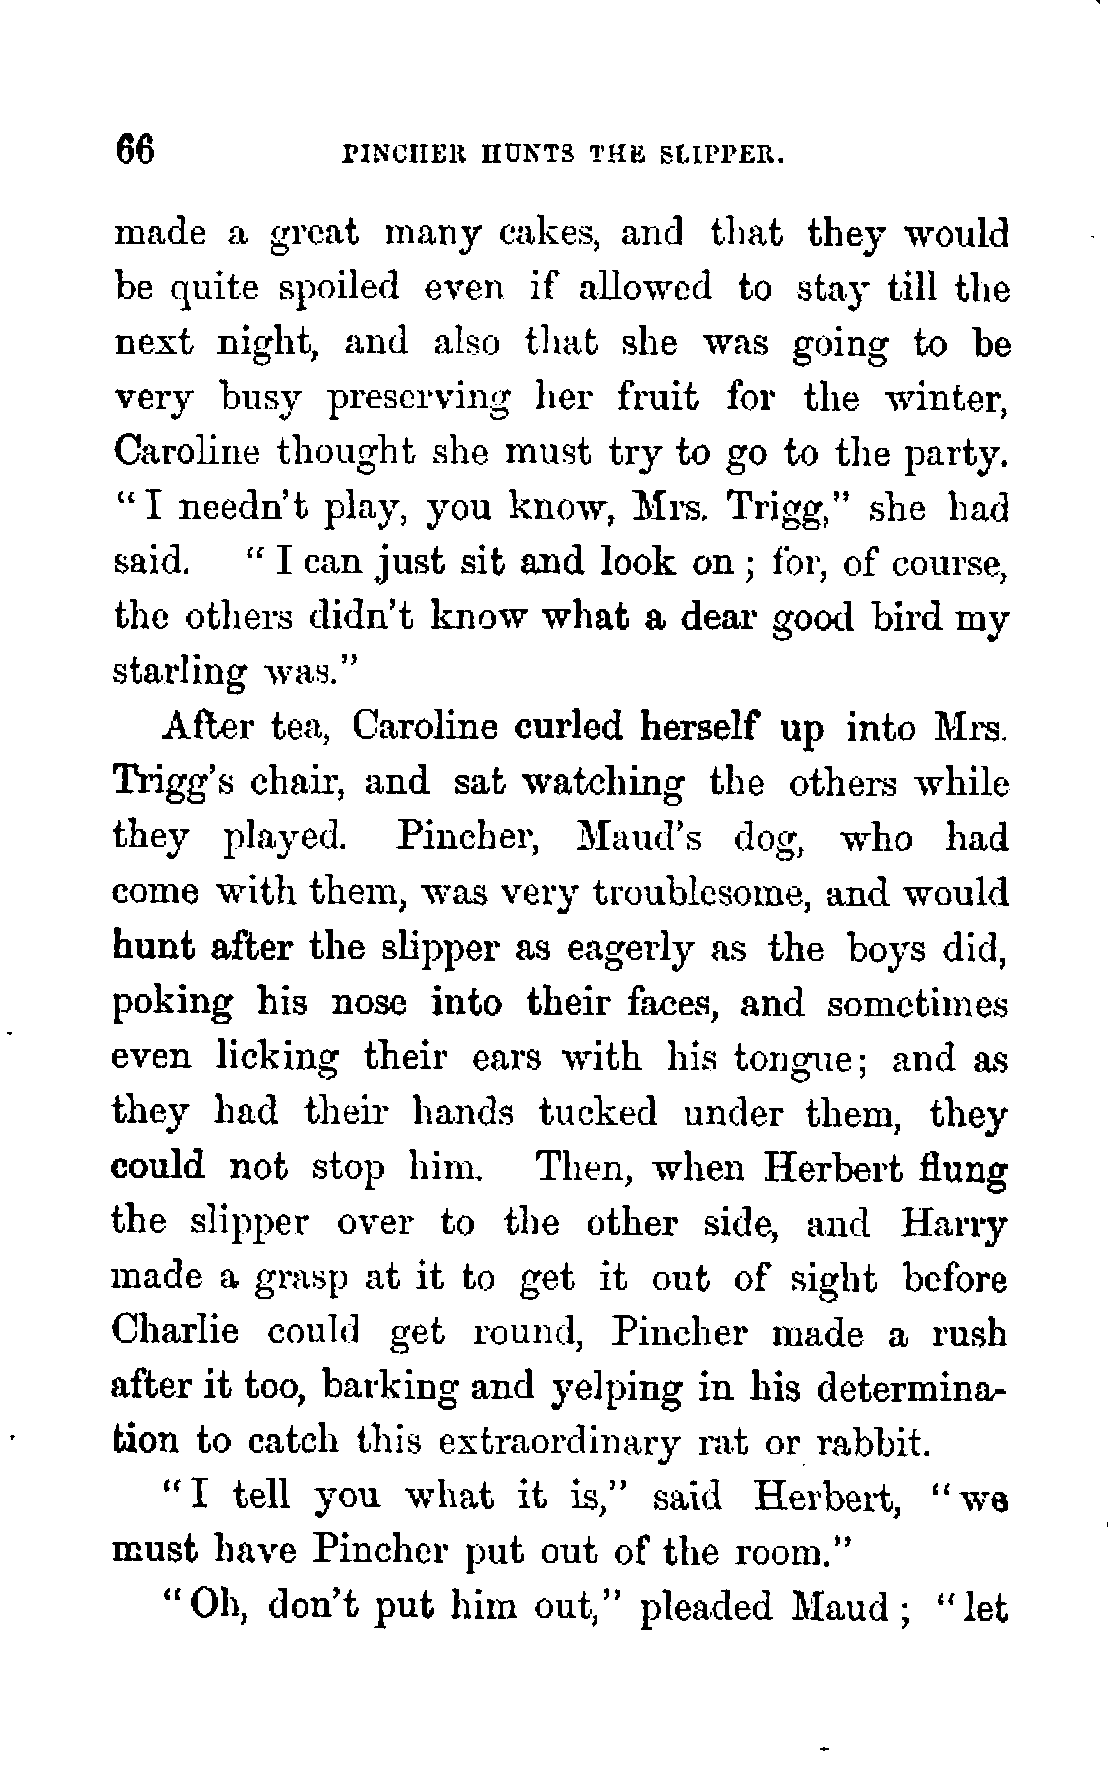 66 PINCHER HUNTS THE SLIPPER.
made a great many cakes, and that they would
be quite spoiled even if allowed to stay till the
next night, and also that she was going to be
very busy preserving her fruit for the winter,
Caroline thought she must try to go to the party.
" I needn't play, you know, Mrs. Trigg," she had
said. " I can just sit and look on ; for, of course,
the others didn't know what a dear good bird my
starling was."
After tea, Caroline curled herself up into Mrs.
Trigg's chair, and sat watching the others while
they played. Pincher, Maud's dog, who had
come with them, was very troublesome, and would
hunt after the slipper as eagerly as the boys did,
poking his nose into their faces, and sometimes
even licking their ears with his tongue; and as
they had their hands tucked under them, they
could not stop him. Then, when Herbert flung
the slipper over to the other side, and Harry
made a grasp at it to get it out of sight before
Charlie could get round, Pincher made a rush
after it too, barking and yelping in his determina-
tion to catch this extraordinary rat or rabbit.
" I tell you what it is," said Herbert, " we
must have Pincher put out of the room."
" Oh, don't put him out," pleaded Maud ; " let